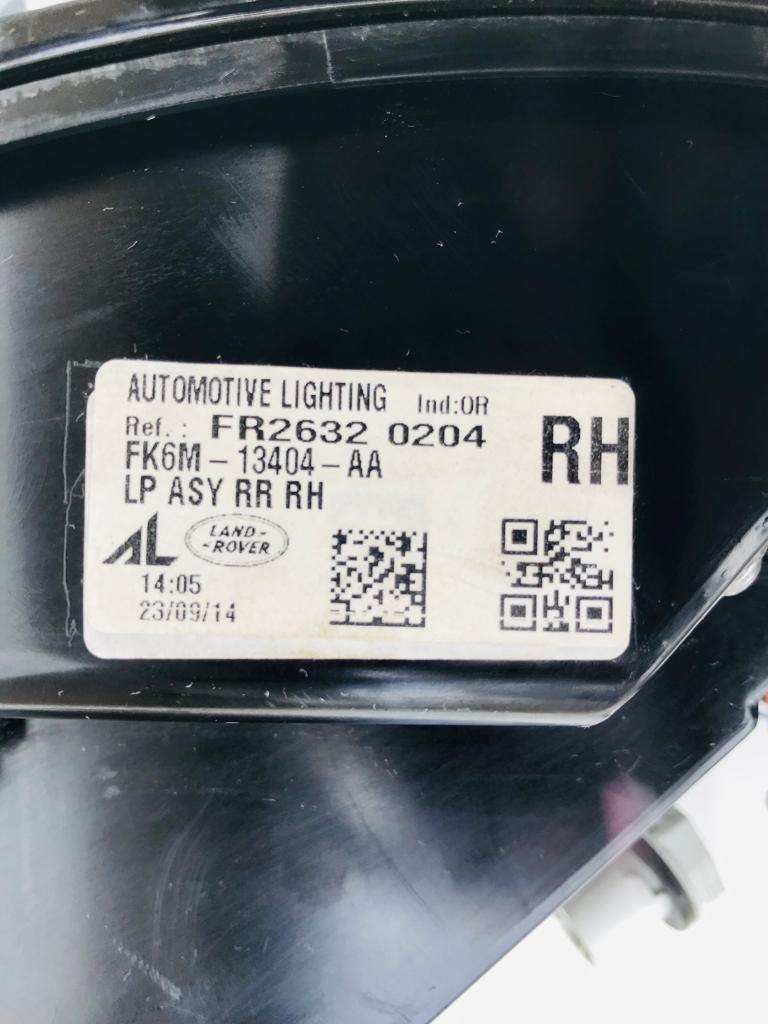 AUTOMOTIVE LIGHTING Ind:OR
Ref.: FR2632 0204
RH
FK6M-13404-AA
LP ASY RR RH
AL LAND-
-ROVER
14:05
23/09/14